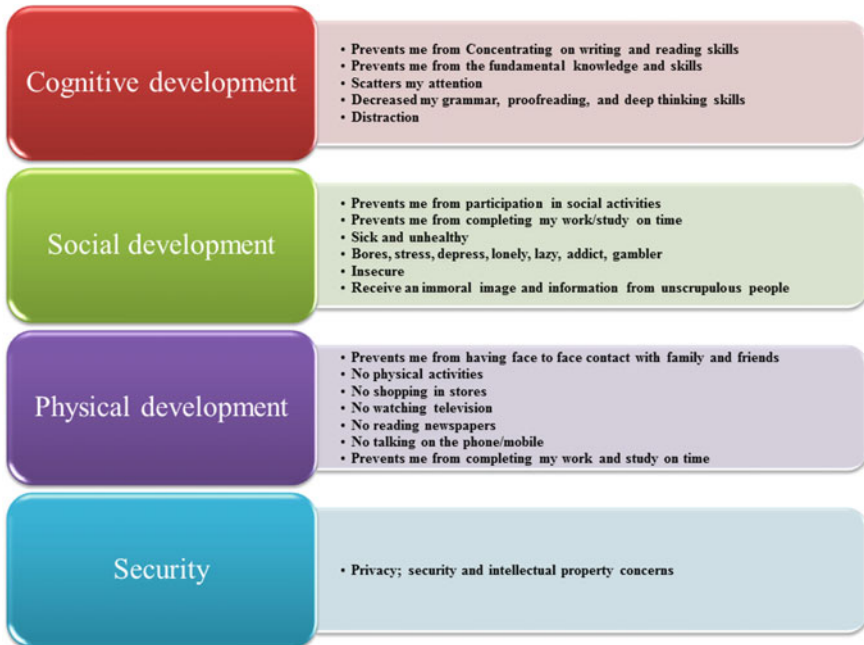 Cognitive development
• Prevents me from Concentrating on writing and reading skills
• Prevents me from the fundamental knowledge and skills
• Scatters my attention
• Decreased my grammar, proofreading, and deep thinking skills
• Distraction
Social development
• Prevents me from participation in social activities
• Prevents me from completing my work/study on time
• Sick and unhealthy
• Bores, stress, depress, lonely, lazy, addict, gambler
• Insecure
• Receive an immoral image and information from unscrupulous people
Physical development
• Prevents me from having face to face contact with family and friends
• No physical activities
• No shopping in stores
• No watching television
• No reading newspapers
• No talking on the phone/mobile
• Prevents me from completing my work and study on time
Security
• Privacy; security and intellectual property concerns